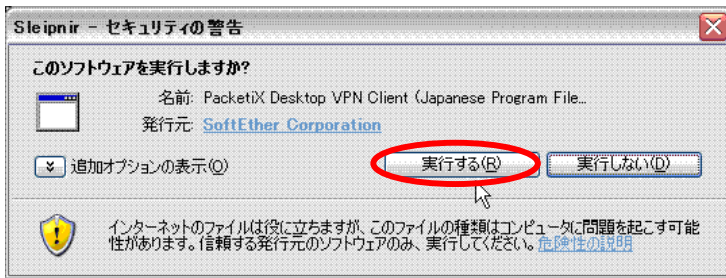 Sleipnir - セキュリティの警告
このソフトウェアを実行しますか?
名前: PacketiX Desktop VPN Client (Japanese Program File...
発行元: SoftEther Corporation
追加オプションの表示(O) 実行する(R) 実行しない(D)
インターネットのファイルは役に立ちますが、このファイルの種類はコンピュータに問題を起こす可能
性があります。信頼する発行元のソフトウェアのみ、実行してください。危険性の説明